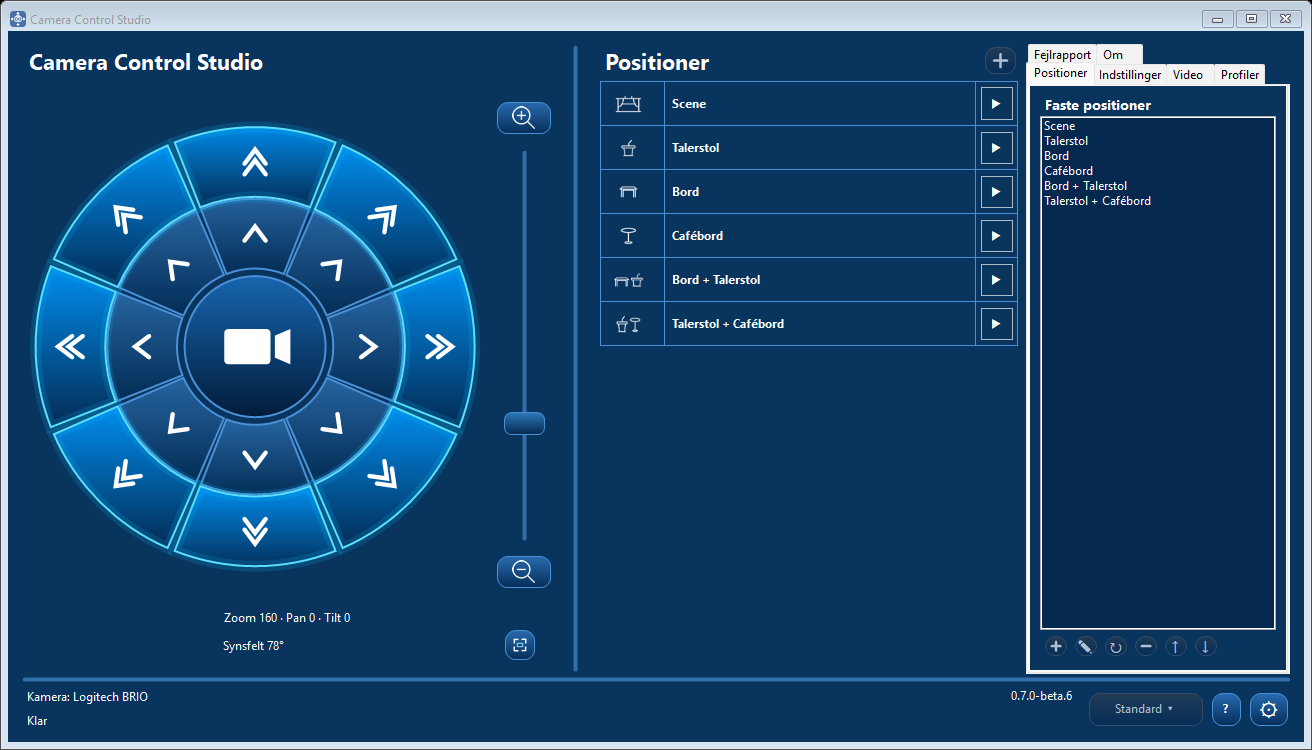 Camera Control Studio
Camera Control Studio
Zoom 160 · Pan 0 · Tilt 0
Synsfelt 78°
Positioner
Scene
Talerstol
Bord
Cafébord
Bord + Talerstol
Talerstol + Cafébord
Fejlrapport Om
Positioner Indstillinger Video Profiler
Faste positioner
Scene
Talerstol
Bord
Cafébord
Bord + Talerstol
Talerstol + Cafébord
Kamera: Logitech BRIO
Klar
0.7.0-beta.6
Standard
?